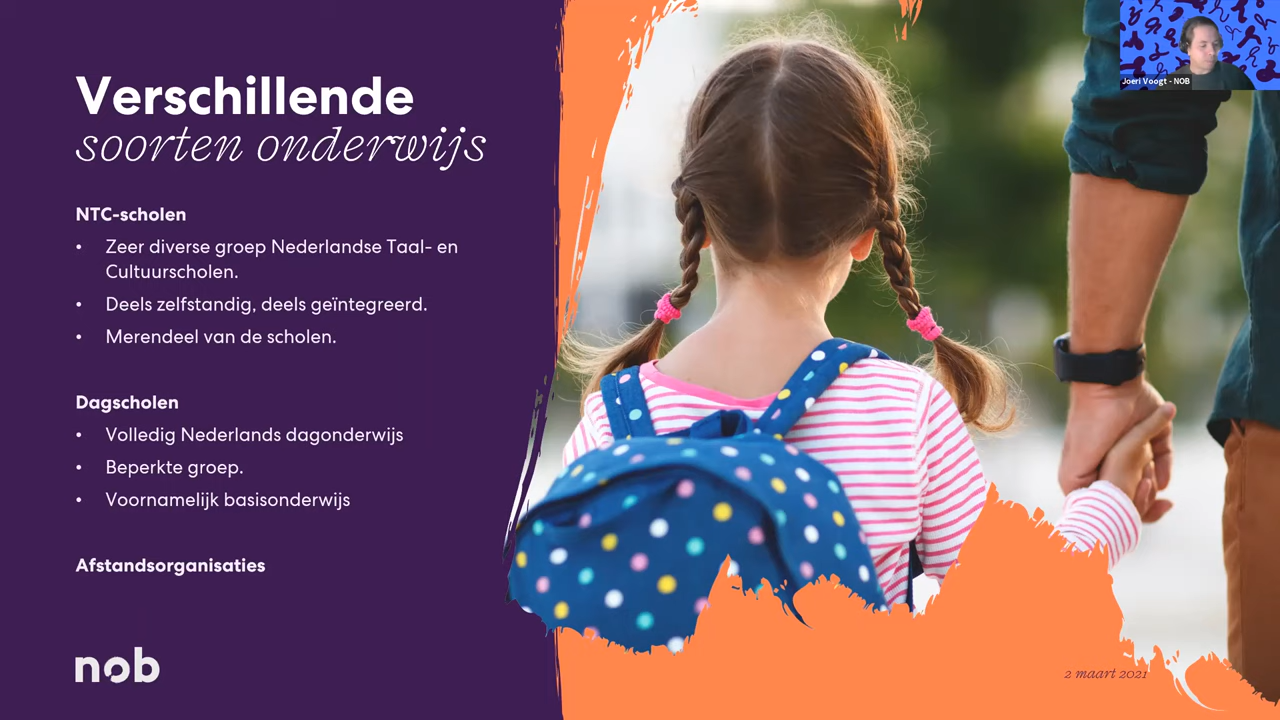 Verschillende
soorten onderwijs
NTC-scholen
• Zeer diverse groep Nederlandse Taal- en
Cultuurscholen.
• Deels zelfstandig, deels geïntegreerd.
• Merendeel van de scholen.
Dagscholen
• Volledig Nederlands dagonderwijs
• Beperkte groep.
• Voornamelijk basisonderwijs
Afstandsorganisaties
nob
2 maart 2021
Joeri Voogt - NOB